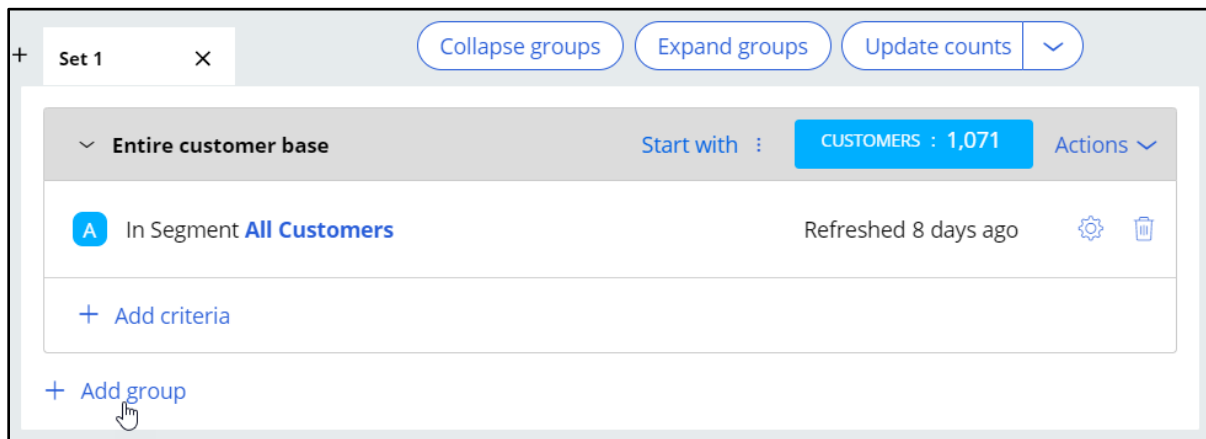 + Set 1 ✕ Collapse groups Expand groups Update counts
Entire customer base Start with ⋮ CUSTOMERS : 1,071 Actions
A In Segment All Customers Refreshed 8 days ago
+ Add criteria
+ Add group